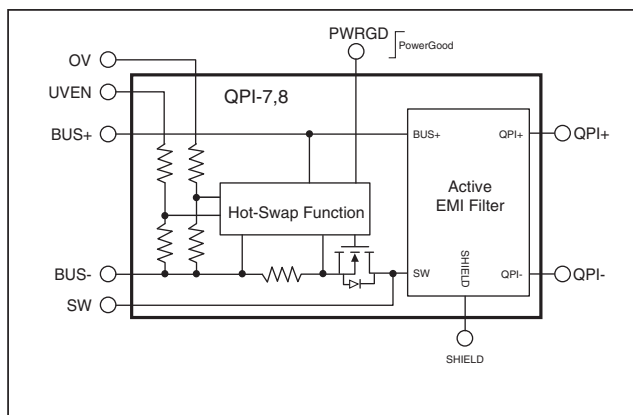 PWRGD
PowerGood
OV
UVEN
QPI-7,8
BUS+
BUS+
QPI+
QPI+
Active
EMI Filter
Hot-Swap Function
BUS-
SW
SHIELD
QPI-
QPI-
SW
SHIELD